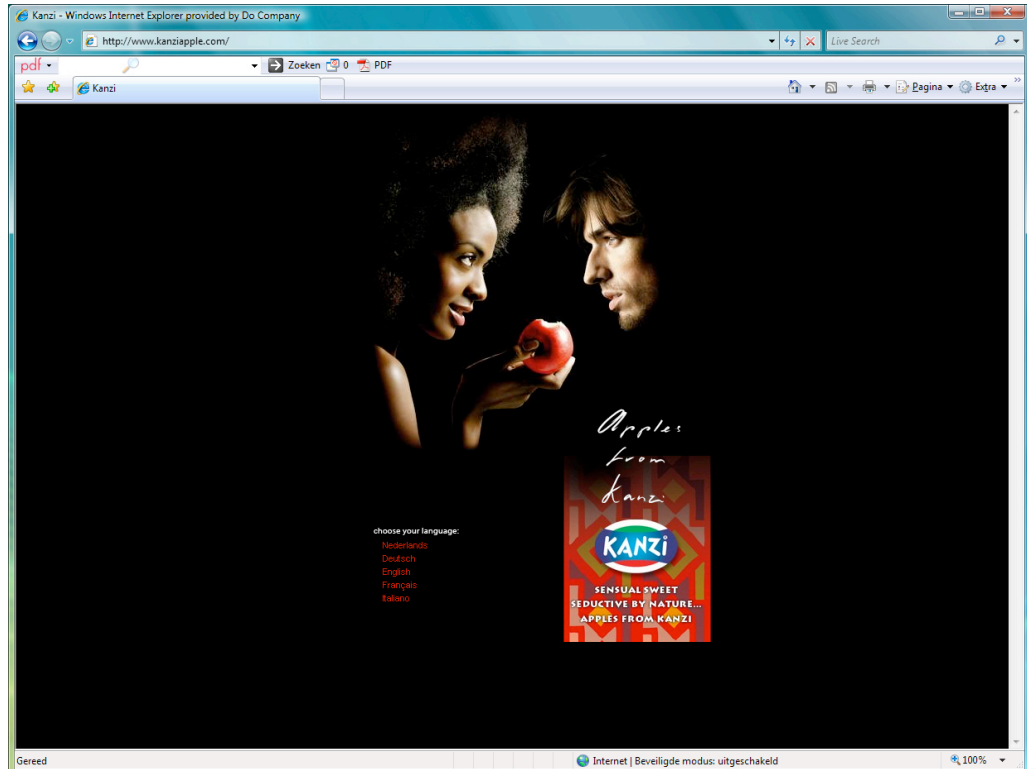 Kanzi - Windows Internet Explorer provided by Do Company
http://www.kanziapple.com/
Live Search
pdf
Zoeken 0 PDF
Kanzi
Pagina Extra
Apples
from
Kanzi
KANZi
SENSUAL SWEET
SEDUCTIVE BY NATURE...
APPLES FROM KANZI
choose your language:
Nederlands
Deutsch
English
Français
Italiano
Gereed
Internet | Beveiligde modus: uitgeschakeld
100%